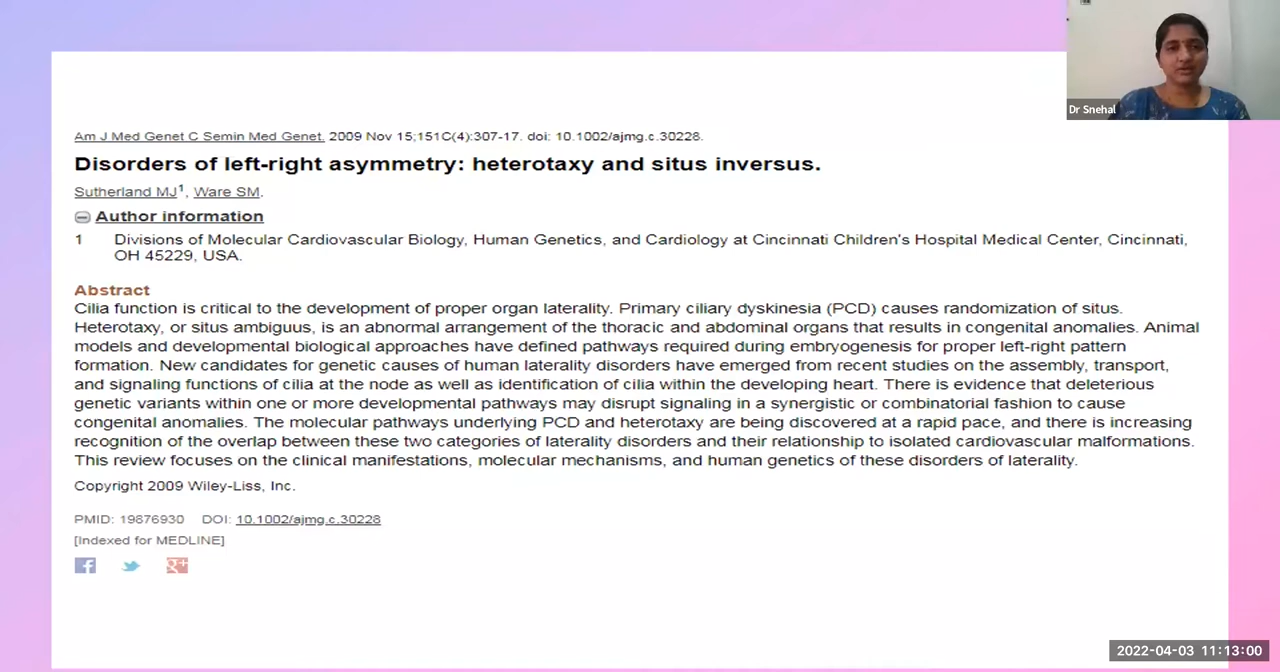 Dr Snehal
Am J Med Genet C Semin Med Genet. 2009 Nov 15;151C(4):307-17. doi: 10.1002/ajmg.c.30228.
Disorders of left-right asymmetry: heterotaxy and situs inversus.
Sutherland MJ1, Ware SM.
Author information
1 Divisions of Molecular Cardiovascular Biology, Human Genetics, and Cardiology at Cincinnati Children's Hospital Medical Center, Cincinnati,
OH 45229, USA.
Abstract
Cilia function is critical to the development of proper organ laterality. Primary ciliary dyskinesia (PCD) causes randomization of situs.
Heterotaxy, or situs ambiguus, is an abnormal arrangement of the thoracic and abdominal organs that results in congenital anomalies. Animal
models and developmental biological approaches have defined pathways required during embryogenesis for proper left-right pattern
formation. New candidates for genetic causes of human laterality disorders have emerged from recent studies on the assembly, transport,
and signaling functions of cilia at the node as well as identification of cilia within the developing heart. There is evidence that deleterious
genetic variants within one or more developmental pathways may disrupt signaling in a synergistic or combinatorial fashion to cause
congenital anomalies. The molecular pathways underlying PCD and heterotaxy are being discovered at a rapid pace, and there is increasing
recognition of the overlap between these two categories of laterality disorders and their relationship to isolated cardiovascular malformations.
This review focuses on the clinical manifestations, molecular mechanisms, and human genetics of these disorders of laterality.
Copyright 2009 Wiley-Liss, Inc.
PMID: 19876930 DOI: 10.1002/ajmg.c.30228
[Indexed for MEDLINE]
g+
2022-04-03 11:13:00